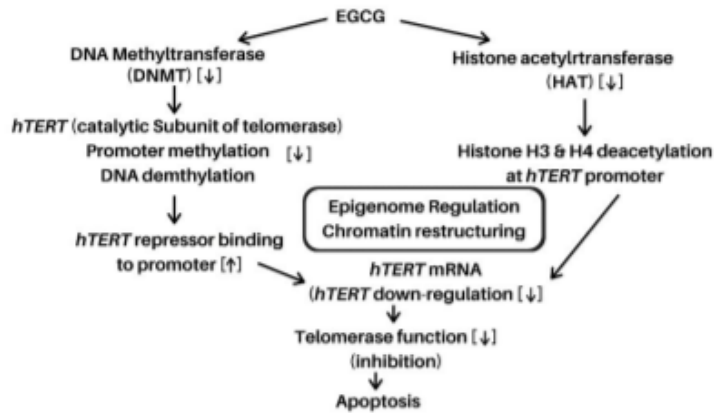 EGCG
DNA Methyltransferase
(DNMT) [↓]
hTERT (catalytic Subunit of telomerase)
Promoter methylation [↓]
DNA demthylation
hTERT repressor binding
to promoter [↑]
Histone acetylrtransferase
(HAT) [↓]
Histone H3 & H4 deacetylation
at hTERT promoter
Epigenome Regulation
Chromatin restructuring
hTERT mRNA
(hTERT down-regulation [↓]
Telomerase function [↓]
(inhibition)
Apoptosis